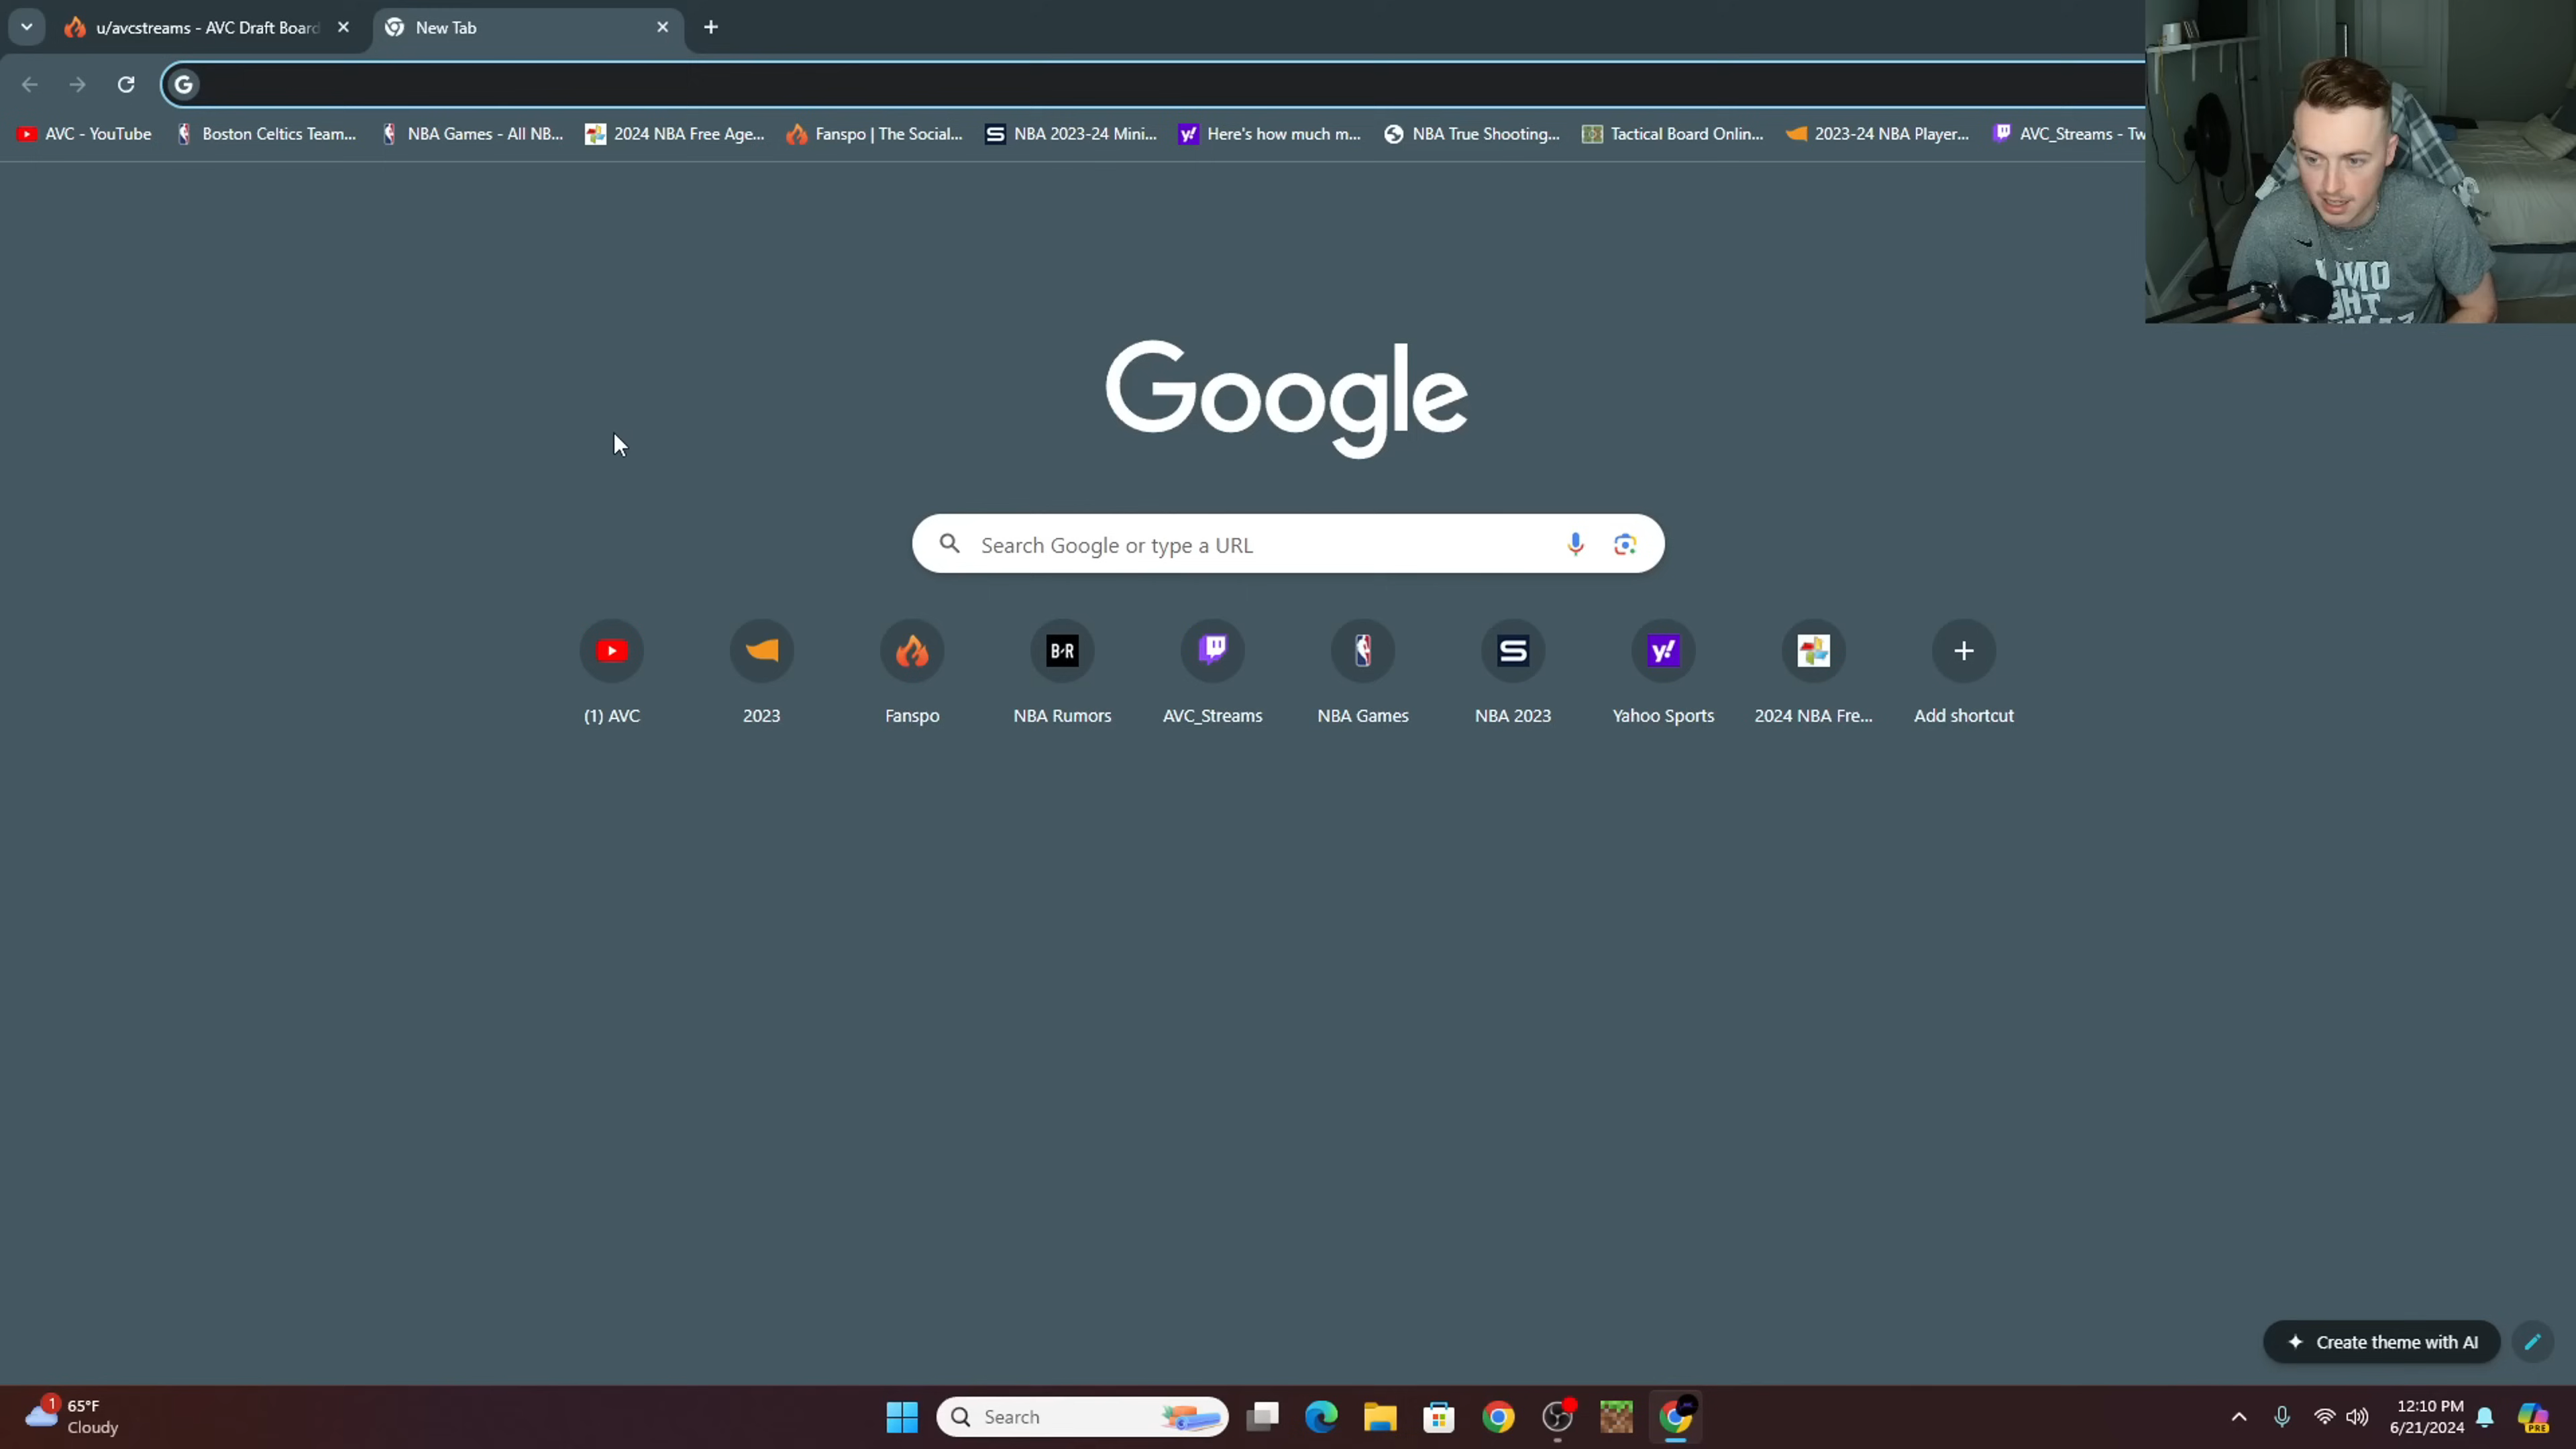 u/avcstreams - AVC Draft Board
New Tab
AVC - YouTube
Boston Celtics Team...
NBA Games - All NB...
2024 NBA Free Age...
Fanspo | The Social...
NBA 2023-24 Mini...
Here's how much m...
NBA True Shooting...
Tactical Board Onlin...
2023-24 NBA Player...
AVC_Streams - Tw
Google
Search Google or type a URL
B/R
(1) AVC
2023
Fanspo
NBA Rumors
AVC_Streams
NBA Games
NBA 2023
Yahoo Sports
2024 NBA Fre...
Add shortcut
Create theme with AI
1
65°F
Cloudy
Search
12:10 PM
6/21/2024
PRE